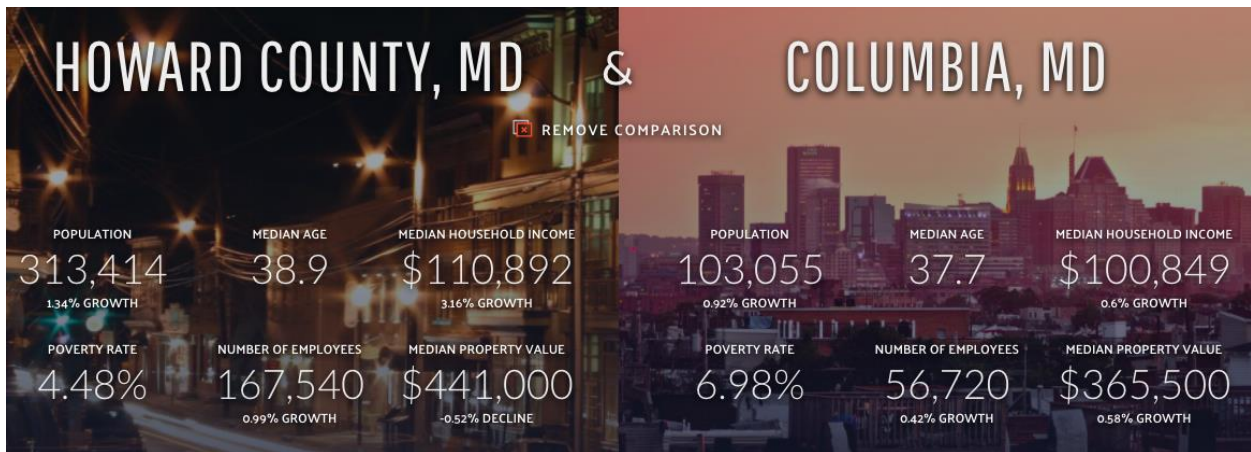 HOWARD COUNTY, MD & COLUMBIA, MD
REMOVE COMPARISON
POPULATION MEDIAN AGE MEDIAN HOUSEHOLD INCOME
313,414 38.9 $110,892
1.34% GROWTH 3.16% GROWTH
POVERTY RATE NUMBER OF EMPLOYEES MEDIAN PROPERTY VALUE
4.48% 167,540 $441,000
0.99% GROWTH -0.52% DECLINE
POPULATION MEDIAN AGE MEDIAN HOUSEHOLD INCOME
103,055 37.7 $100,849
0.92% GROWTH 0.6% GROWTH
POVERTY RATE NUMBER OF EMPLOYEES MEDIAN PROPERTY VALUE
6.98% 56,720 $365,500
0.42% GROWTH 0.58% GROWTH